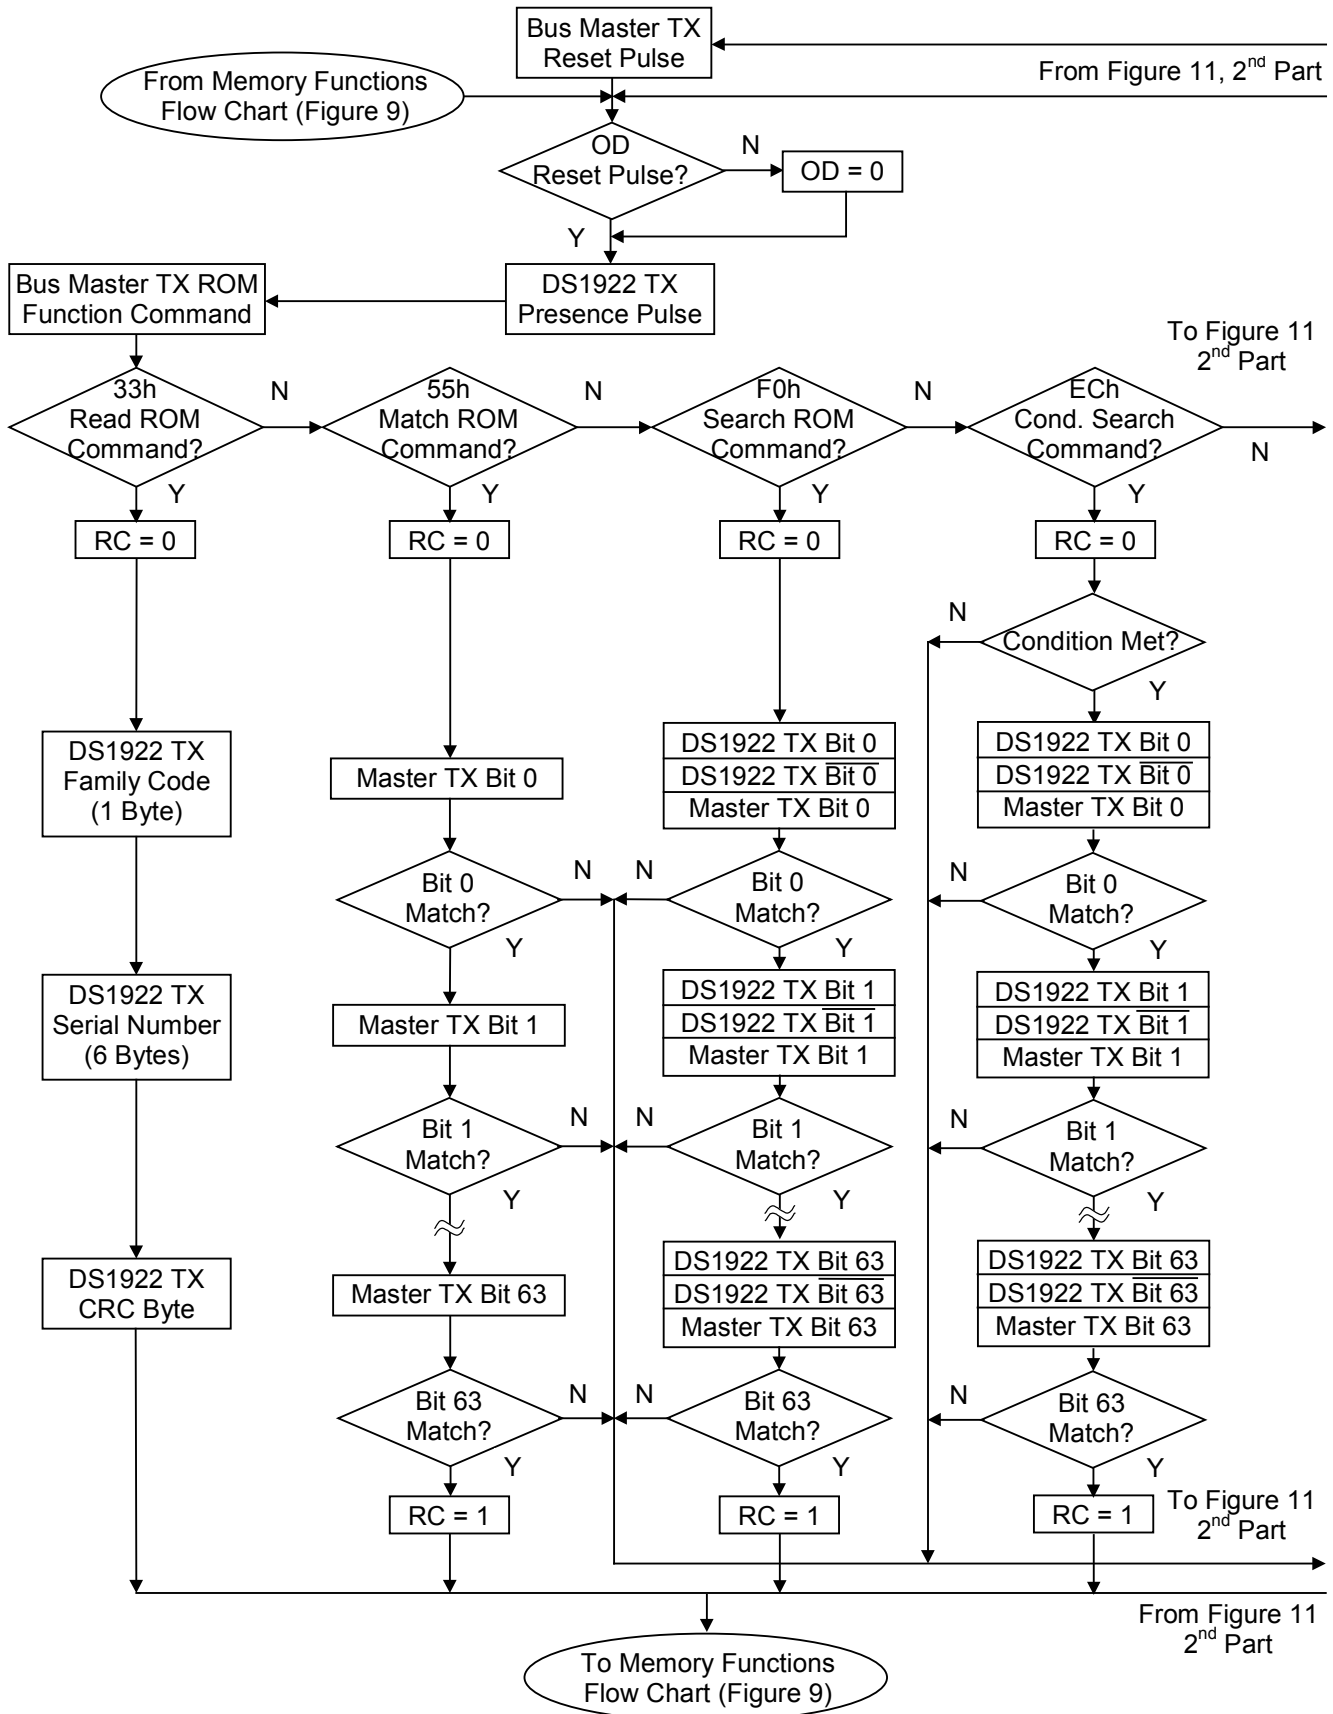 Bus Master TX
Reset Pulse
From Figure 11, 2nd Part
From Memory Functions
Flow Chart (Figure 9)
OD
Reset Pulse?
N
OD = 0
Y
Bus Master TX ROM
Function Command
DS1922 TX
Presence Pulse
To Figure 11
2nd Part
33h
Read ROM
Command?
N
55h
Match ROM
Command?
N
F0h
Search ROM
Command?
N
ECh
Cond. Search
Command?
N
Y
Y
Y
Y
RC = 0
RC = 0
RC = 0
RC = 0
N
Condition Met?
Y
DS1922 TX
Family Code
(1 Byte)
Master TX Bit 0
DS1922 TX Bit 0
DS1922 TX Bit 0
Master TX Bit 0
DS1922 TX Bit 0
DS1922 TX Bit 0
Master TX Bit 0
Bit 0
Match?
N
Y
N
Bit 0
Match?
Y
N
Bit 0
Match?
Y
DS1922 TX
Serial Number
(6 Bytes)
Master TX Bit 1
DS1922 TX Bit 1
DS1922 TX Bit 1
Master TX Bit 1
DS1922 TX Bit 1
DS1922 TX Bit 1
Master TX Bit 1
Bit 1
Match?
N
Y
N
Bit 1
Match?
Y
N
Bit 1
Match?
Y
DS1922 TX
CRC Byte
Master TX Bit 63
DS1922 TX Bit 63
DS1922 TX Bit 63
Master TX Bit 63
DS1922 TX Bit 63
DS1922 TX Bit 63
Master TX Bit 63
Bit 63
Match?
N
Y
N
Bit 63
Match?
Y
N
Bit 63
Match?
Y
RC = 1
RC = 1
RC = 1
To Figure 11
2nd Part
From Figure 11
2nd Part
To Memory Functions
Flow Chart (Figure 9)